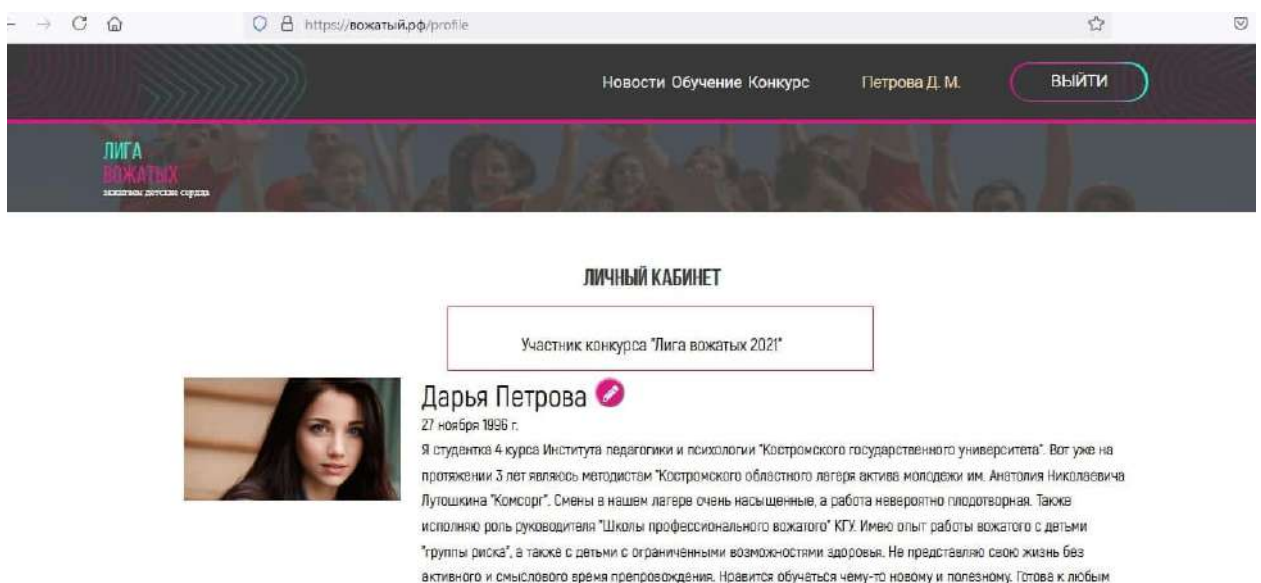 https://вожатый.рф/profile
Новости Обучение Конкурс Петрова Д. М. ВЫЙТИ
ЛИГА
ВОЖАТЫХ
зажигаем детские сердца
ЛИЧНЫЙ КАБИНЕТ
Участник конкурса "Лига вожатых 2021"
Дарья Петрова
27 ноября 1996 г.
Я студентка 4 курса Института педагогики и психологии "Костромского государственного университета". Вот уже на
протяжении 3 лет являюсь методистам "Костромского областного лагеря актива молодежи им. Анатолия Николаевича
Лутошкина "Комсорг". Смены в нашем лагере очень насыщенные, а работа невероятно плодотворная. Также
исполняю роль руководителя "Школы профессионального вожатого" КГУ. Имею опыт работы вожатого с детьми
"группы риска", а также с детьми с ограниченными возможностями здоровья. Не представляю свою жизнь без
активного и смыслового время препровождения. Нравится обучаться чему-то новому и полезному. Готова к любым